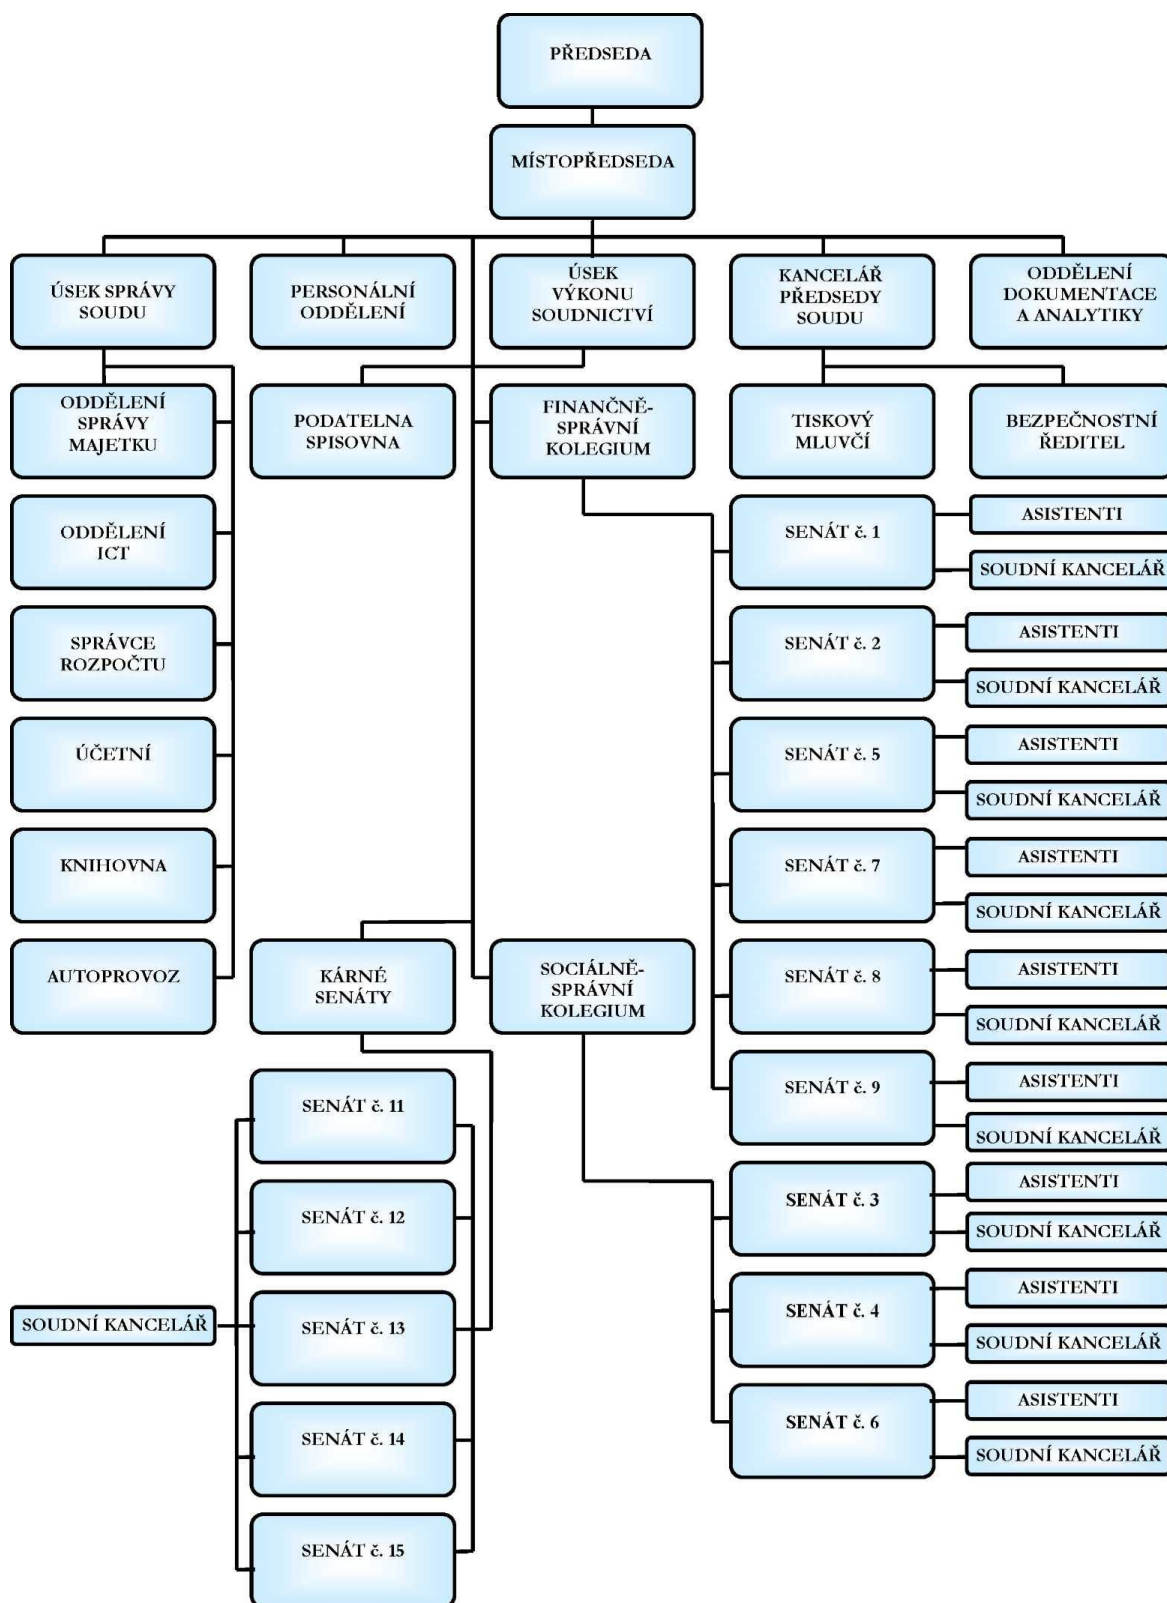 PŘEDSEDA
MÍSTOPŘEDSEDA
ÚSEK SPRÁVY
SOUDU
PERSONÁLNÍ
ODDĚLENÍ
ÚSEK
VÝKONU
SOUDNICTVÍ
KANCELÁŘ
PŘEDSEDY
SOUDU
ODDĚLENÍ
DOKUMENTACE
A ANALYTIKY
ODDĚLENÍ
SPRÁVY
MAJETKU
PODATELNA
SPISOVNA
FINANČNĚ-
SPRÁVNÍ
KOLEGIUM
TISKOVÝ
MLUVČÍ
BEZPEČNOSTNÍ
ŘEDITEL
ODDĚLENÍ
ICT
SENÁT č. 1
ASISTENTI
SOUDNÍ KANCELÁŘ
SPRÁVCE
ROZPOČTU
SENÁT č. 2
ASISTENTI
SOUDNÍ KANCELÁŘ
ÚČETNÍ
SENÁT č. 5
ASISTENTI
SOUDNÍ KANCELÁŘ
KNIHOVNA
SENÁT č. 7
ASISTENTI
SOUDNÍ KANCELÁŘ
AUTOPROVOZ
KÁRNÉ
SENÁTY
SOCIÁLNĚ-
SPRÁVNÍ
KOLEGIUM
SENÁT č. 8
ASISTENTI
SOUDNÍ KANCELÁŘ
SENÁT č. 11
SENÁT č. 9
ASISTENTI
SOUDNÍ KANCELÁŘ
SENÁT č. 12
SENÁT č. 3
ASISTENTI
SOUDNÍ KANCELÁŘ
SOUDNÍ KANCELÁŘ
SENÁT č. 13
SENÁT č. 4
ASISTENTI
SOUDNÍ KANCELÁŘ
SENÁT č. 14
SENÁT č. 6
ASISTENTI
SOUDNÍ KANCELÁŘ
SENÁT č. 15